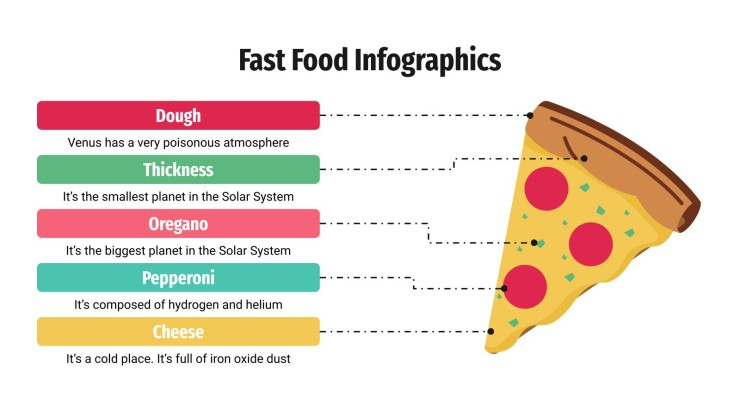 Fast Food Infographics
Dough
Venus has a very poisonous atmosphere
Thickness
It’s the smallest planet in the Solar System
Oregano
It’s the biggest planet in the Solar System
Pepperoni
It’s composed of hydrogen and helium
Cheese
It’s a cold place. It’s full of iron oxide dust